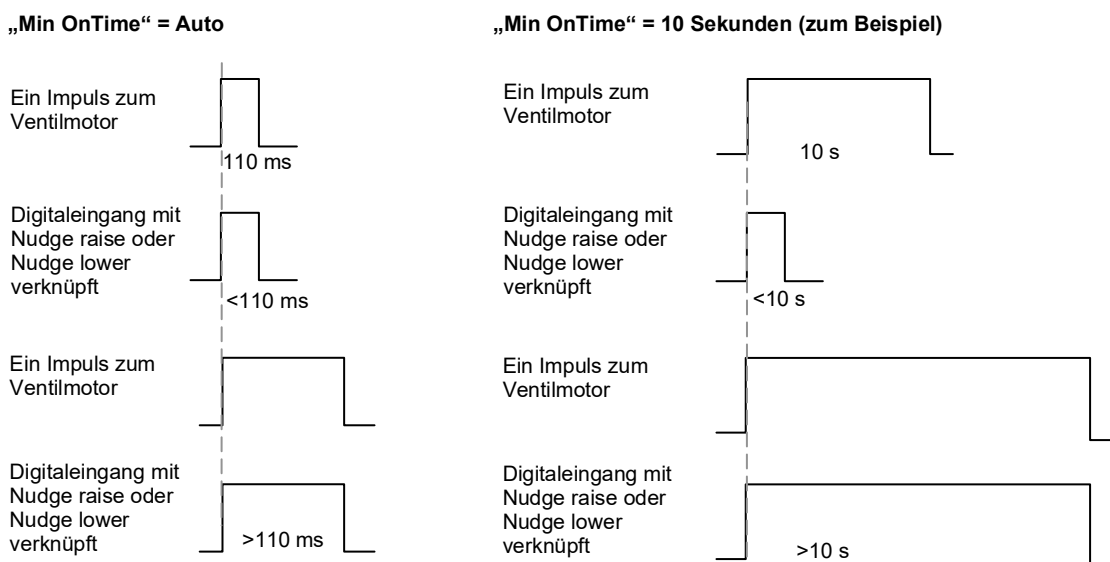 „Min OnTime“ = Auto
Ein Impuls zum
Ventilmotor
110 ms
Digitaleingang mit
Nudge raise oder
Nudge lower
verknüpft
<110 ms
Ein Impuls zum
Ventilmotor
Digitaleingang mit
Nudge raise oder
Nudge lower
verknüpft
>110 ms
„Min OnTime“ = 10 Sekunden (zum Beispiel)
Ein Impuls zum
Ventilmotor
10 s
Digitaleingang mit
Nudge raise oder
Nudge lower
verknüpft
<10 s
Ein Impuls zum
Ventilmotor
Digitaleingang mit
Nudge raise oder
Nudge lower
verknüpft
>10 s